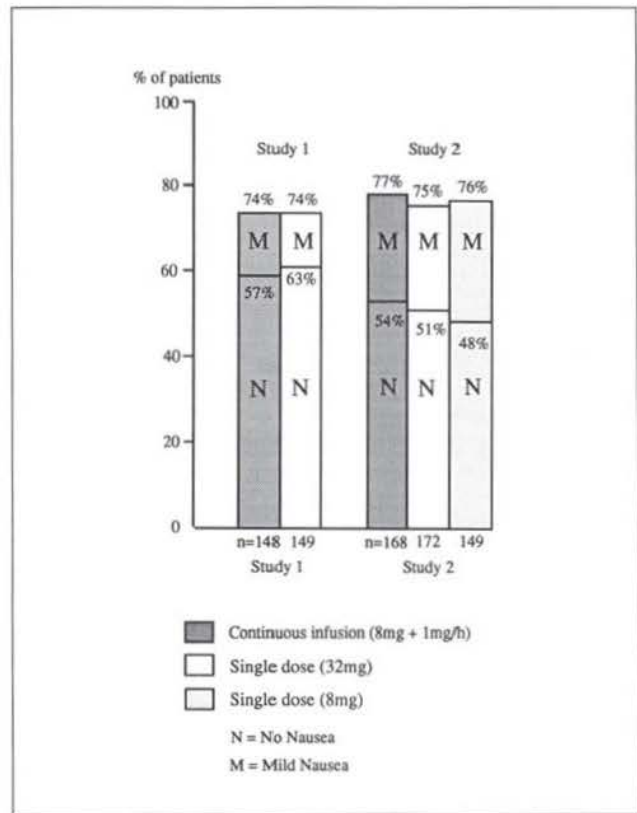 % of patients
100
80
60
40
20
0
Study 1
Study 2
74% 74%
77% 75% 76%
M M
M M M
57% 63%
54% 51% 48%
N N
N N N
n=148 149
n=168 172 149
Study 1
Study 2
Continuous infusion (8mg + 1mg/h)
Single dose (32mg)
Single dose (8mg)
N = No Nausea
M = Mild Nausea